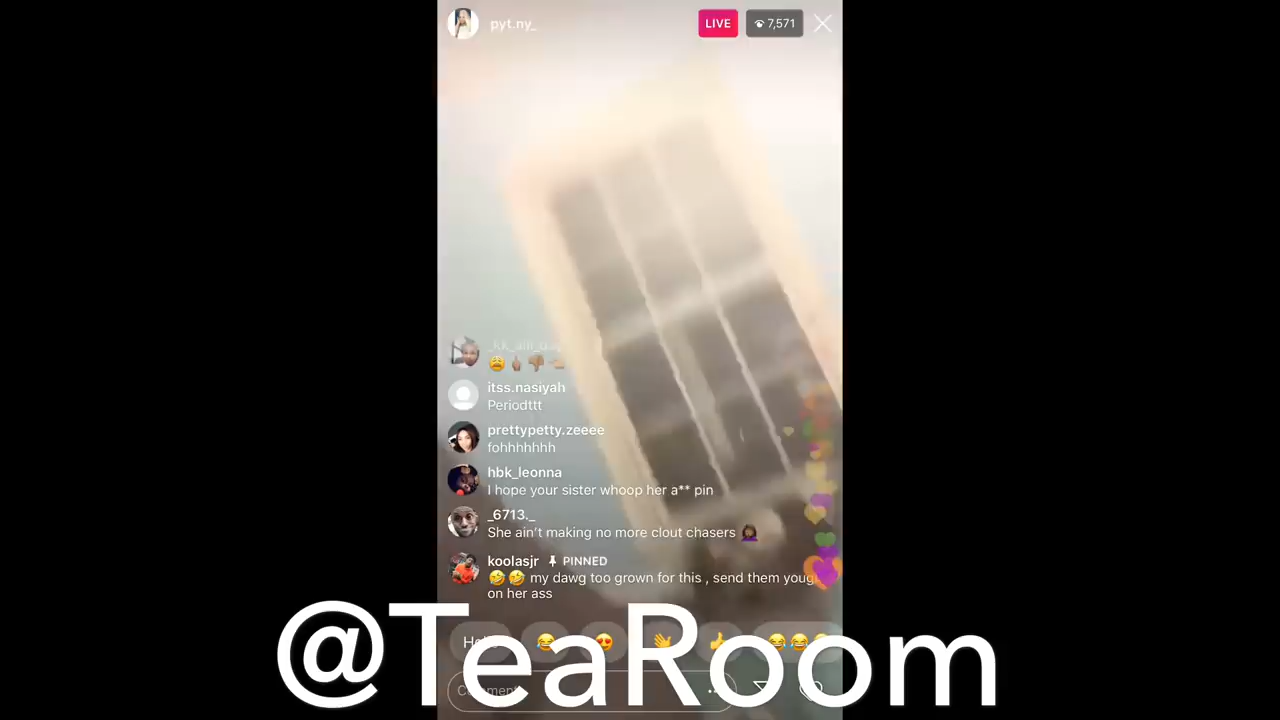 pyt.ny_
LIVE
7,571
itss.nasiyah
Periodttt
prettypetty.zeeee
fohhhhhhh
hbk_leonna
I hope your sister whoop her a** pin
_6713._
She ain't making no more clout chasers 🤦🏾‍♀️
koolasjr PINNED
🤣🤣 my dawg too grown for this , send them
on her ass
@TeaRoom